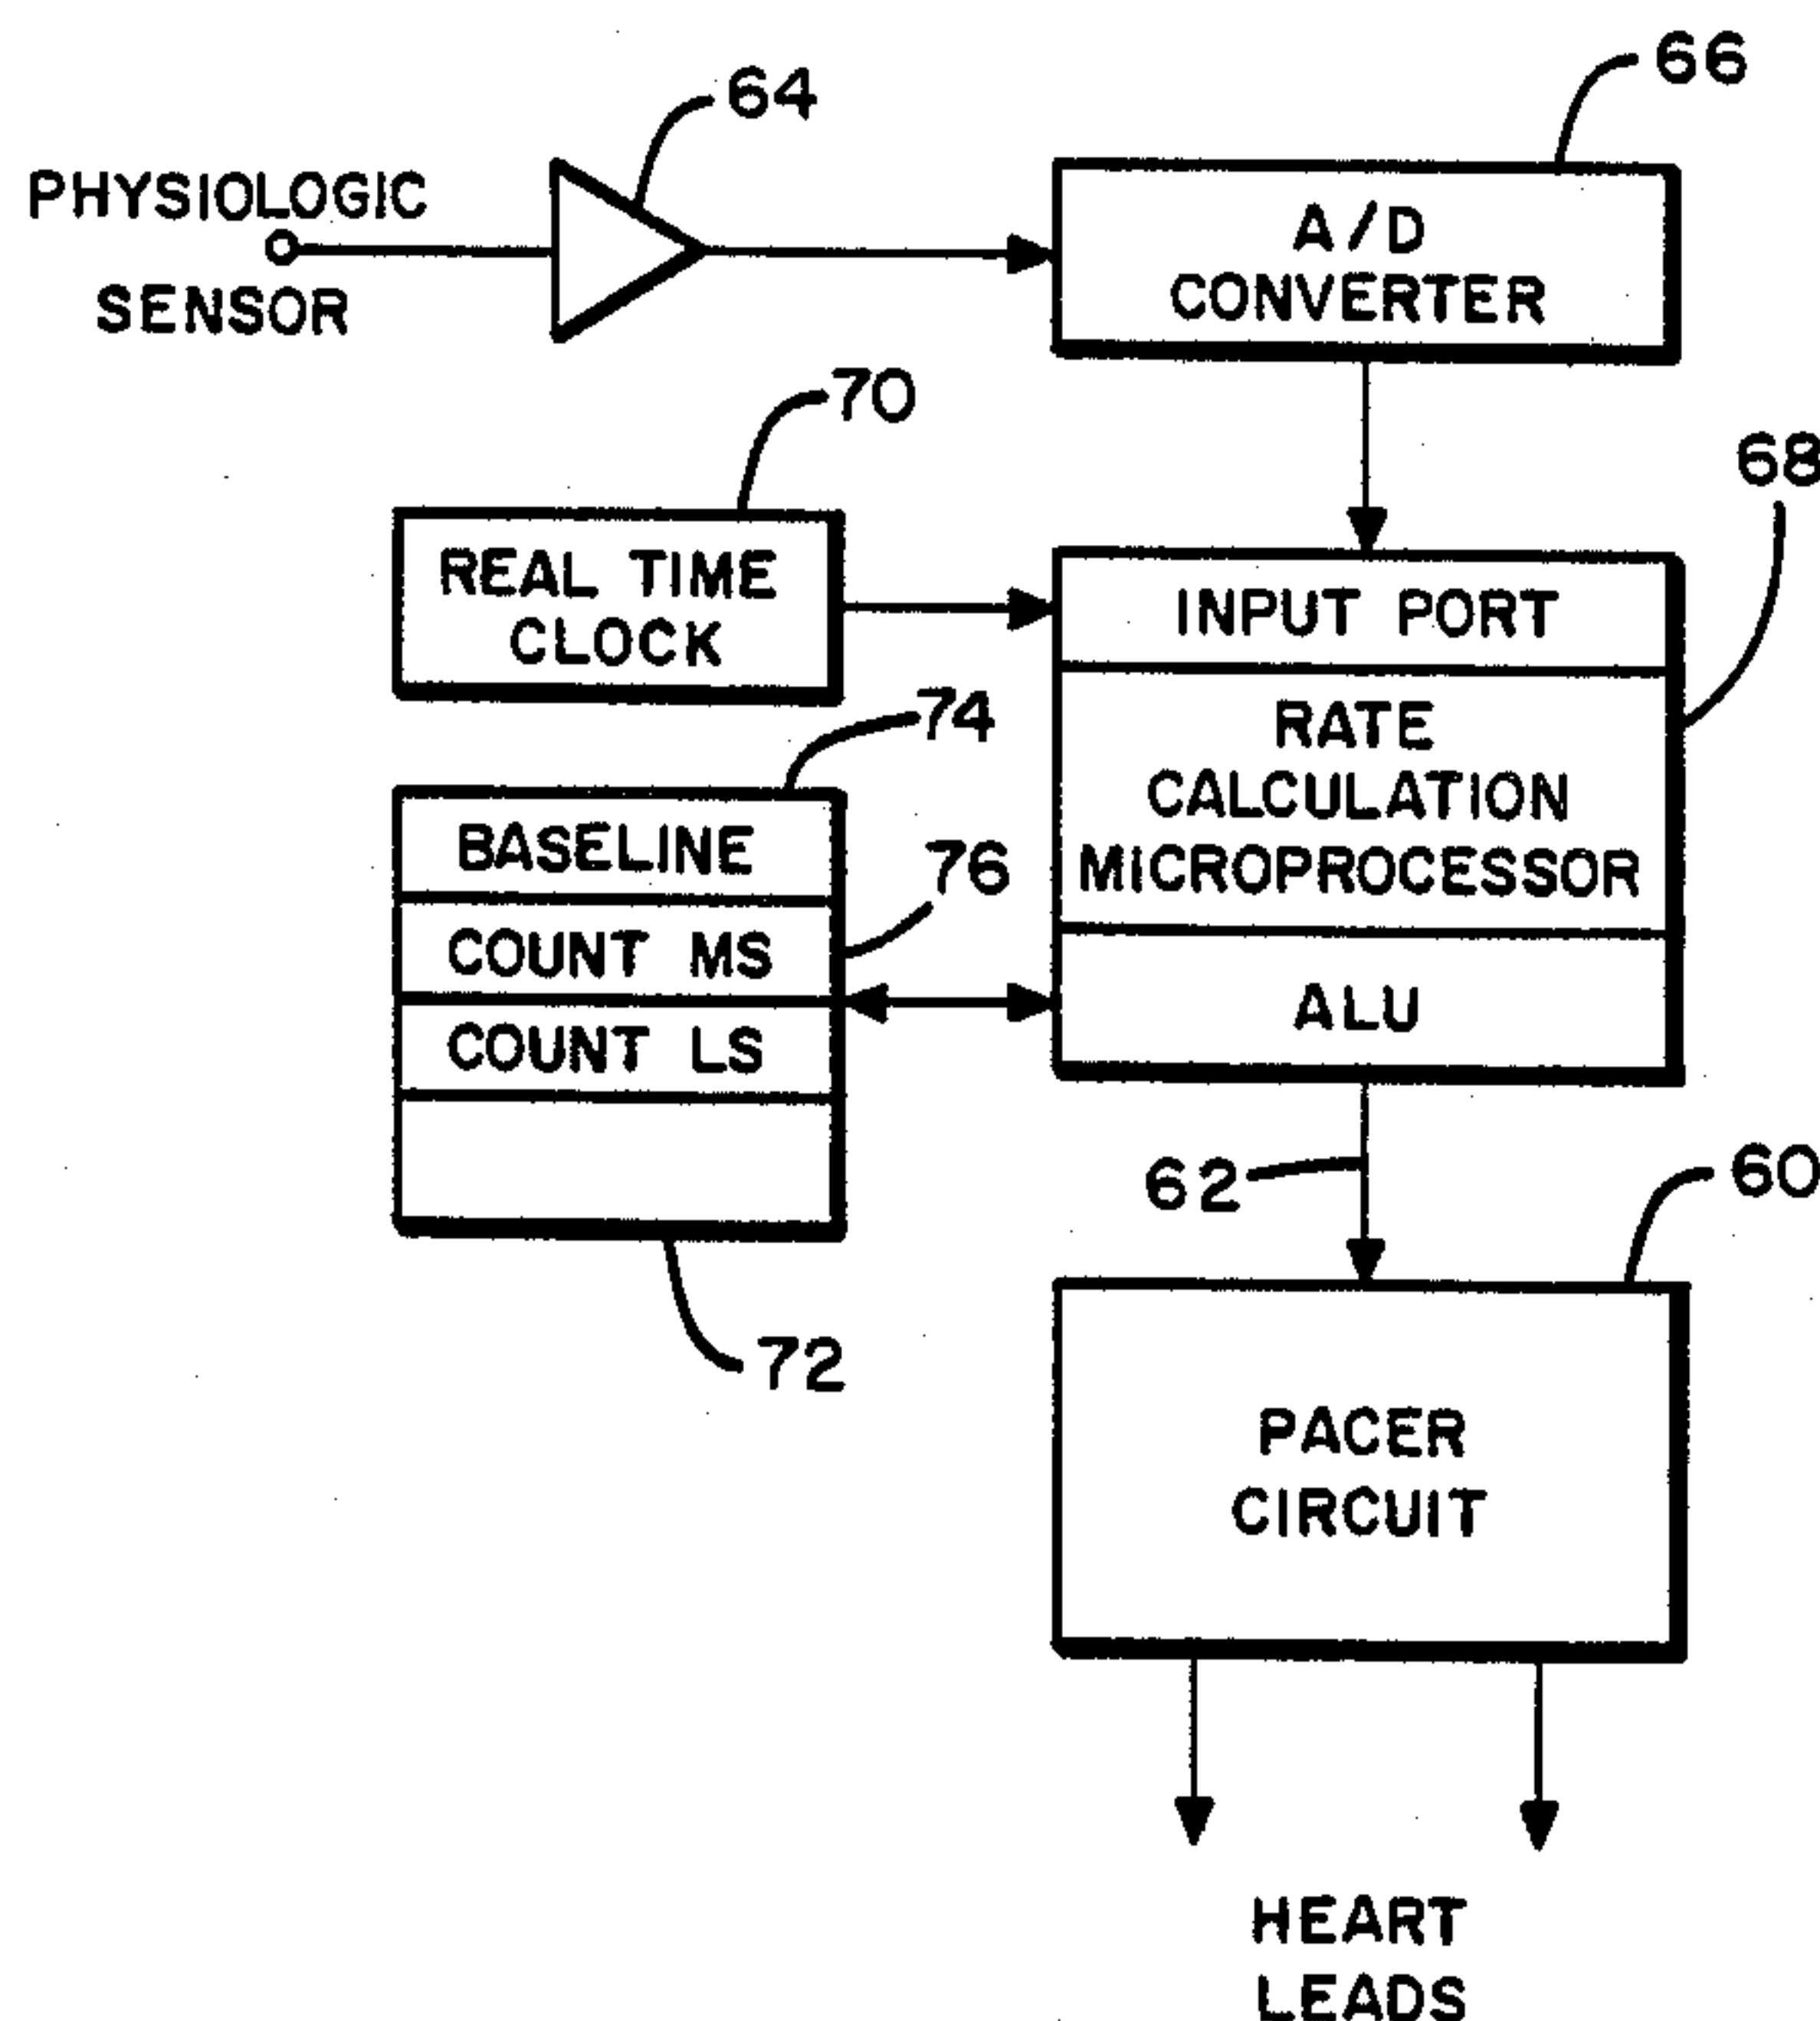 66
64
PHYSIOLOGIC
SENSOR
A/D
CONVERTER
70
68
REAL TIME
CLOCK
INPUT PORT
RATE
CALCULATION
MICROPROCESSOR
ALU
74
BASELINE
76
COUNT MS
COUNT LS
72
62
60
PACER
CIRCUIT
HEART
LEADS